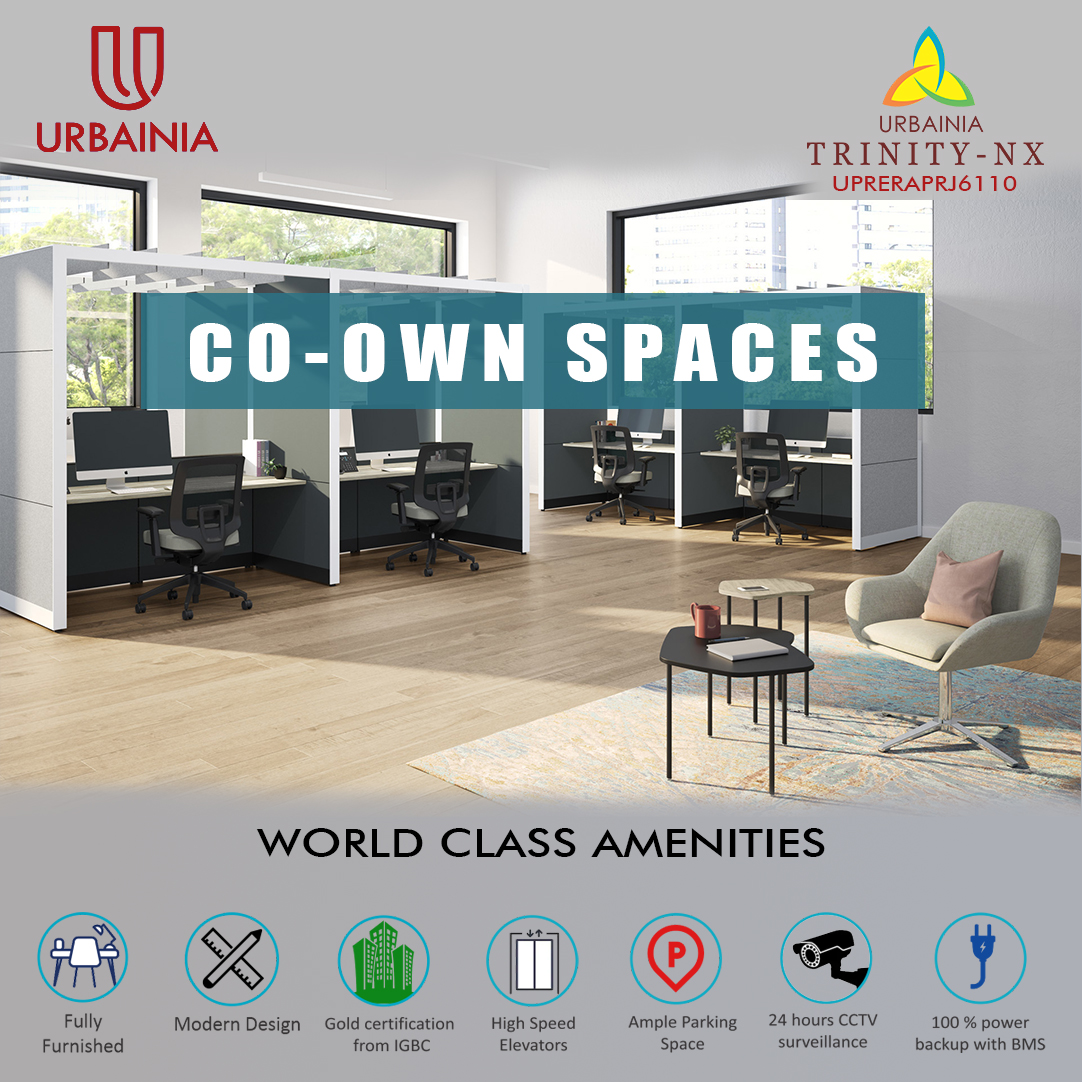 URBAINIA
URBAINIA
TRINITY-NX
UPRERAPRJ6110
CO-OWN SPACES
WORLD CLASS AMENITIES
P
Fully
Furnished
Modern Design
Gold certification
from IGBC
High Speed
Elevators
Ample Parking
Space
24 hours CCTV
surveillance
100 % power
backup with BMS